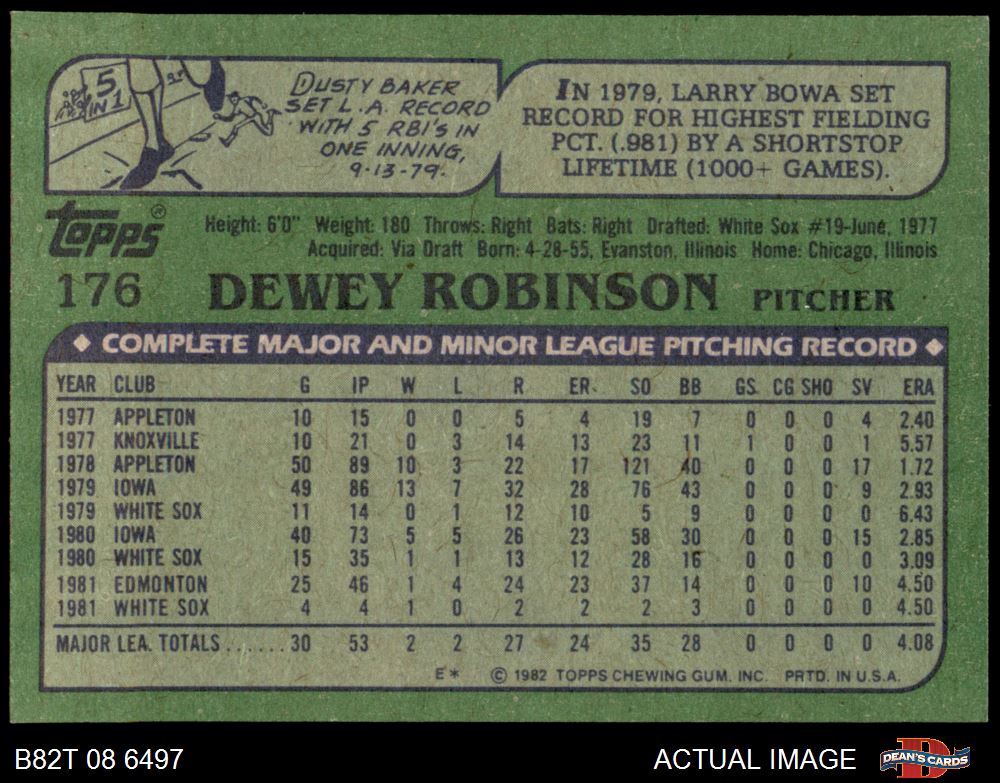 5
IN 1
DUSTY BAKER
SET L.A. RECORD
WITH 5 RBI'S IN
ONE INNING,
9-13-79.
IN 1979, LARRY BOWA SET
RECORD FOR HIGHEST FIELDING
PCT. (.981) BY A SHORTSTOP
LIFETIME (1000+ GAMES).
Topps®
Height: 6'0" Weight: 180 Throws: Right Bats: Right Drafted: White Sox #19-June, 1977
Acquired: Via Draft Born: 4-28-55, Evanston, Illinois Home: Chicago, Illinois
176 DEWEY ROBINSON PITCHER
◆ COMPLETE MAJOR AND MINOR LEAGUE PITCHING RECORD ◆
YEAR CLUB G IP W L R ER SO BB GS CG SHO SV ERA
1977 APPLETON 10 15 0 0 5 4 19 7 0 0 0 4 2.40
1977 KNOXVILLE 10 21 0 3 14 13 23 11 1 0 0 1 5.57
1978 APPLETON 50 89 10 3 22 17 121 40 0 0 0 17 1.72
1979 IOWA 49 86 13 7 32 28 76 43 0 0 0 9 2.93
1979 WHITE SOX 11 14 0 1 12 10 5 9 0 0 0 0 6.43
1980 IOWA 40 73 5 5 26 23 58 30 0 0 0 15 2.85
1980 WHITE SOX 15 35 1 1 13 12 28 16 0 0 0 0 3.09
1981 EDMONTON 25 46 1 4 24 23 37 14 0 0 0 10 4.50
1981 WHITE SOX 4 4 1 0 2 2 2 3 0 0 0 0 4.50
MAJOR LEA. TOTALS.......30 53 2 2 27 24 35 28 0 0 0 0 4.08
E* © 1982 TOPPS CHEWING GUM. INC. PRTD. IN U.S.A.
B82T 08 6497 ACTUAL IMAGE D DEAN'S CARDS